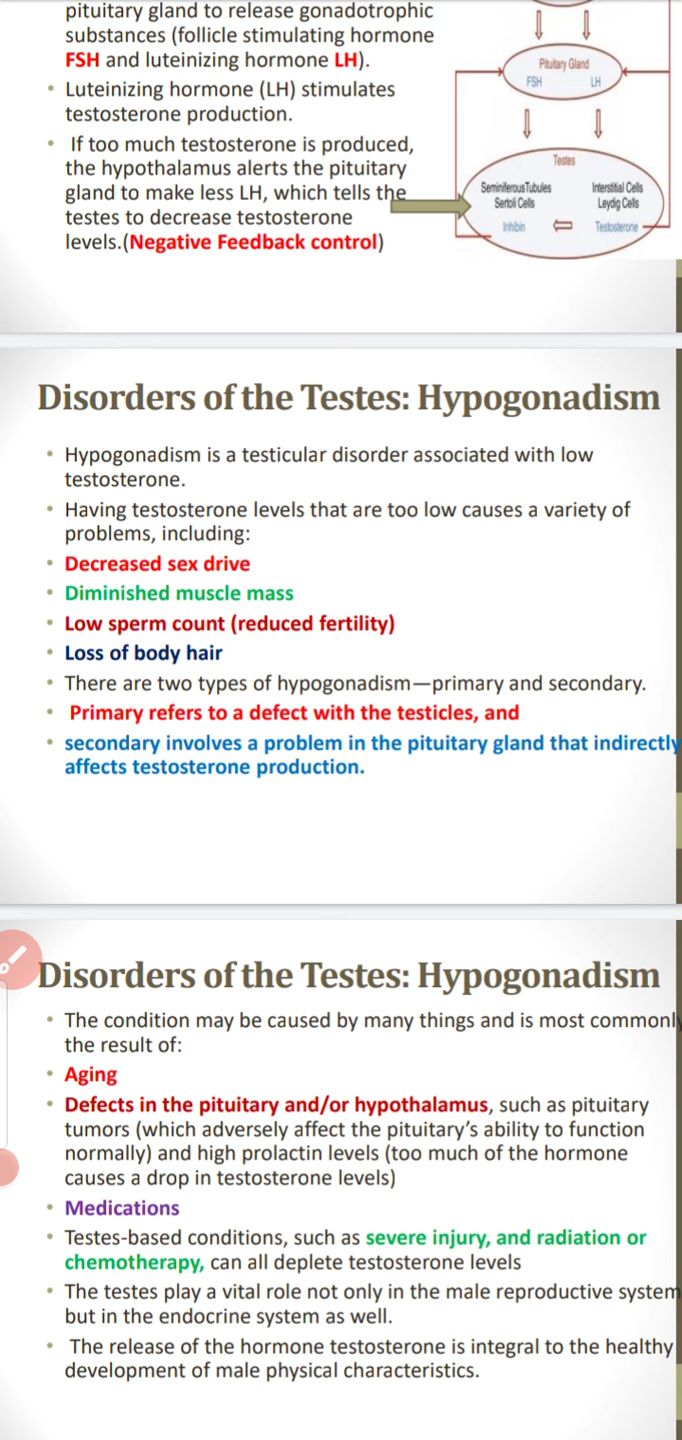 pituitary gland to release gonadotrophic
substances (follicle stimulating hormone
FSH and luteinizing hormone LH).
• Luteinizing hormone (LH) stimulates
testosterone production.
• If too much testosterone is produced,
the hypothalamus alerts the pituitary
gland to make less LH, which tells the
testes to decrease testosterone
levels.(Negative Feedback control)
Pituitary Gland
FSH LH
Testes
Seminiferous Tubules Interstitial Cells
Sertoli Cells Leydig Cells
Inhibin Testosterone
Disorders of the Testes: Hypogonadism
• Hypogonadism is a testicular disorder associated with low
testosterone.
• Having testosterone levels that are too low causes a variety of
problems, including:
• Decreased sex drive
• Diminished muscle mass
• Low sperm count (reduced fertility)
• Loss of body hair
• There are two types of hypogonadism—primary and secondary.
• Primary refers to a defect with the testicles, and
• secondary involves a problem in the pituitary gland that indirectly
affects testosterone production.
Disorders of the Testes: Hypogonadism
• The condition may be caused by many things and is most commonly
the result of:
• Aging
• Defects in the pituitary and/or hypothalamus, such as pituitary
tumors (which adversely affect the pituitary’s ability to function
normally) and high prolactin levels (too much of the hormone
causes a drop in testosterone levels)
• Medications
• Testes-based conditions, such as severe injury, and radiation or
chemotherapy, can all deplete testosterone levels
• The testes play a vital role not only in the male reproductive system
but in the endocrine system as well.
• The release of the hormone testosterone is integral to the healthy
development of male physical characteristics.